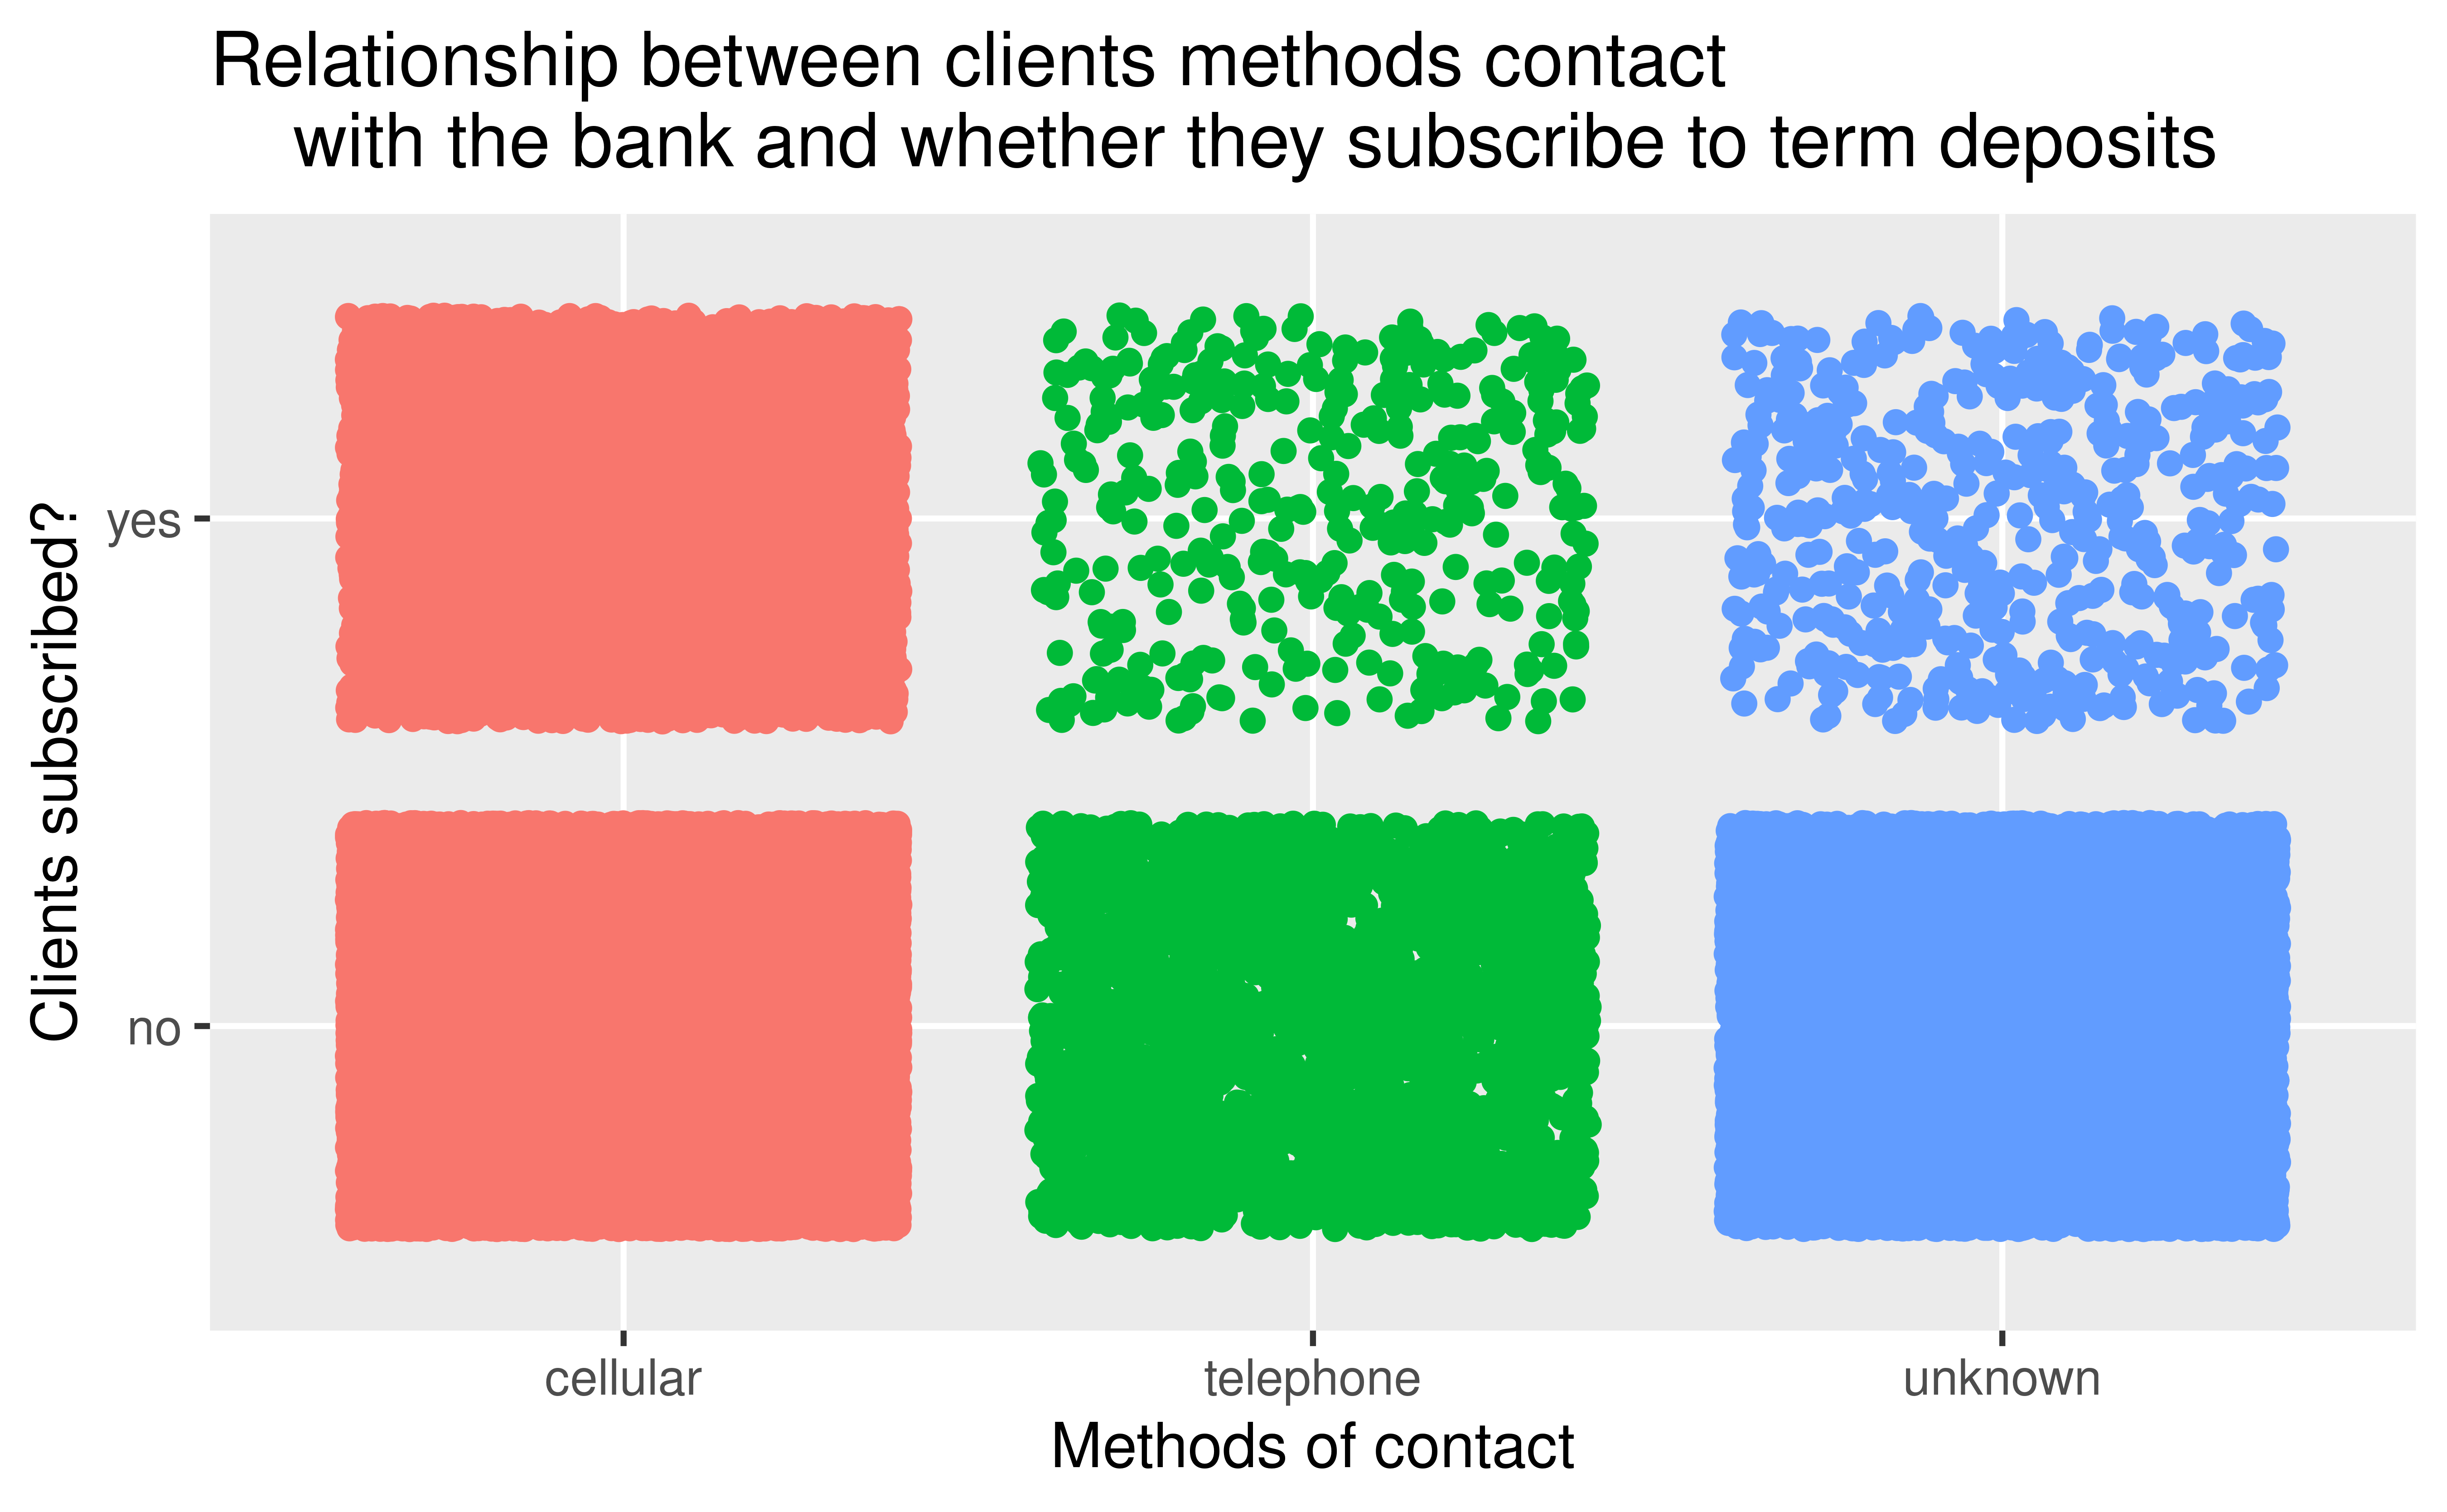 Relationship between clients methods contact
with the bank and whether they subscribe to term deposits
Clients subscribed?
yes
no
cellular
telephone
unknown
Methods of contact